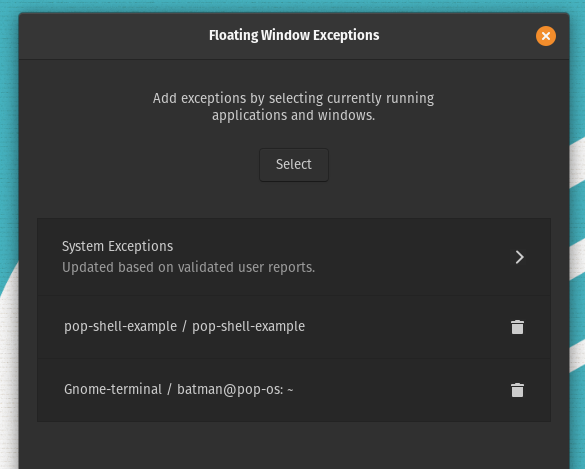 Floating Window Exceptions
Add exceptions by selecting currently running
applications and windows.
Select
System Exceptions
Updated based on validated user reports.
pop-shell-example / pop-shell-example
Gnome-terminal / batman@pop-os: ~